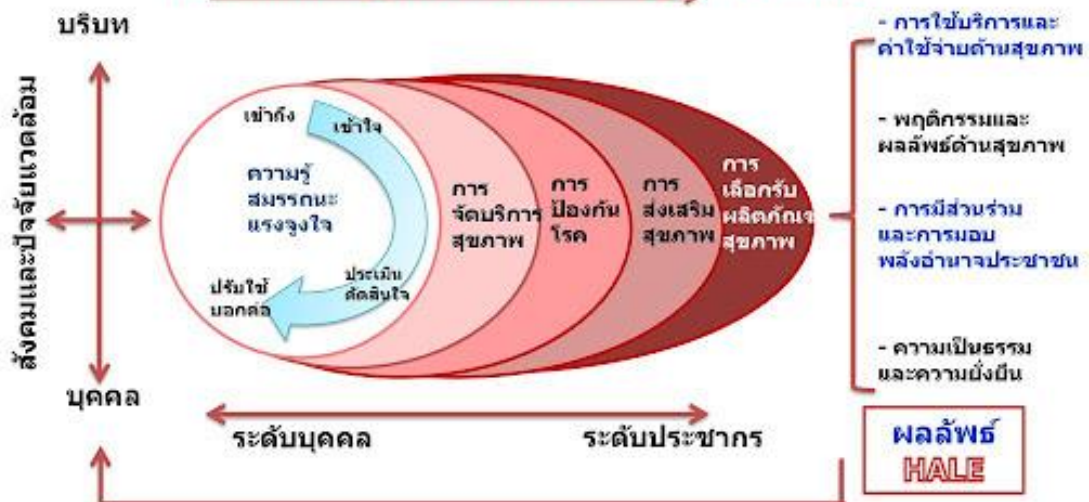 บริบท
สังคมและปัจจัยแวดล้อม
บุคคล
เข้าถึง
เข้าใจ
ความรู้
สมรรถนะ
แรงจูงใจ
ประเมิน
ตัดสินใจ
ปรับใช้
บอกต่อ
การ
จัดบริการ
สุขภาพ
การ
ป้องกัน
โรค
การ
ส่งเสริม
สุขภาพ
การ
เลือกรับ
ผลิตภัณฑ์
สุขภาพ
ระดับบุคคล
ระดับประชากร
- การใช้บริการและ
ค่าใช้จ่ายด้านสุขภาพ
- พฤติกรรมและ
ผลลัพธ์ด้านสุขภาพ
- การมีส่วนร่วม
และการมอบ
พลังอำนาจประชาชน
- ความเป็นธรรม
และความยั่งยืน
ผลลัพธ์
HALE